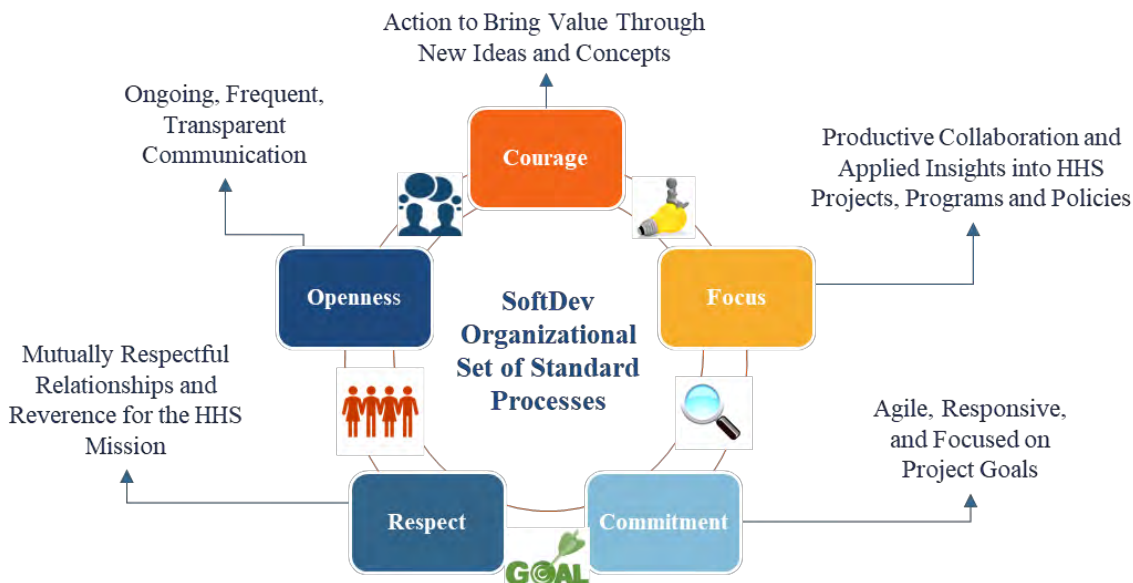 Action to Bring Value Through
New Ideas and Concepts
Ongoing, Frequent,
Transparent
Communication
Courage
Productive Collaboration and
Applied Insights into HHS
Projects, Programs and Policies
Openness
Focus
SoftDev
Organizational
Set of Standard
Processes
Mutually Respectful
Relationships and
Reverence for the HHS
Mission
Agile, Responsive,
and Focused on
Project Goals
Respect
Commitment
GOAL